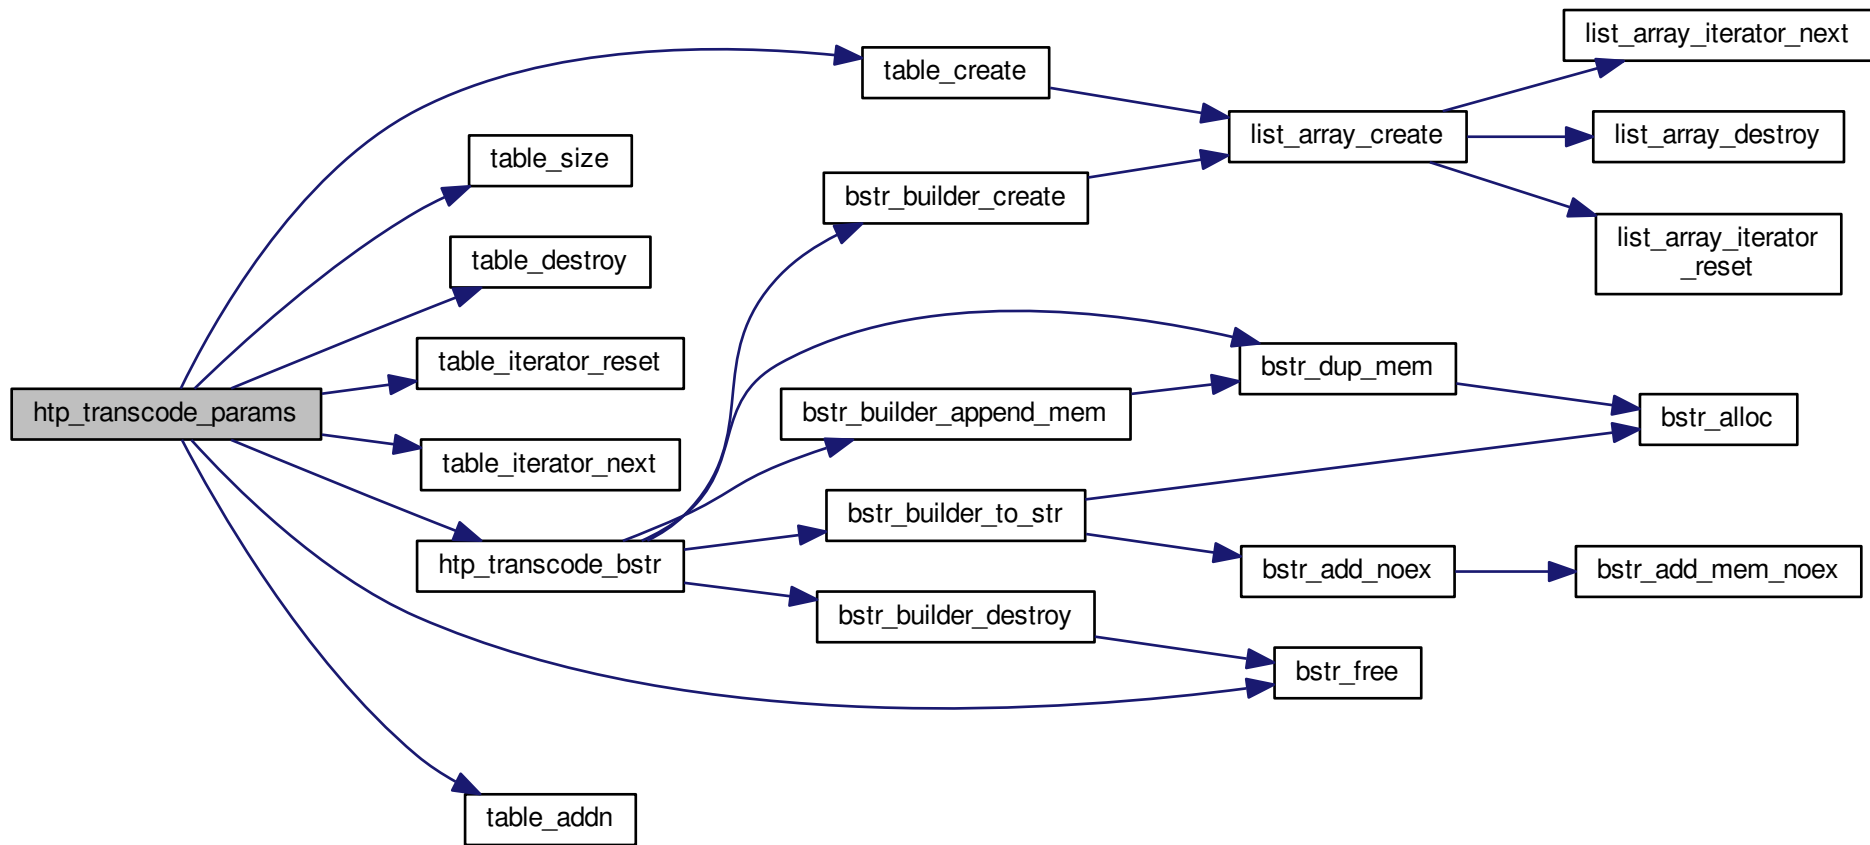 list_array_iterator_next
table_create
list_array_create
list_array_destroy
table_size
bstr_builder_create
list_array_iterator
_reset
table_destroy
table_iterator_reset
bstr_dup_mem
htp_transcode_params
bstr_builder_append_mem
bstr_alloc
table_iterator_next
bstr_builder_to_str
htp_transcode_bstr
bstr_add_noex
bstr_add_mem_noex
bstr_builder_destroy
bstr_free
table_addn